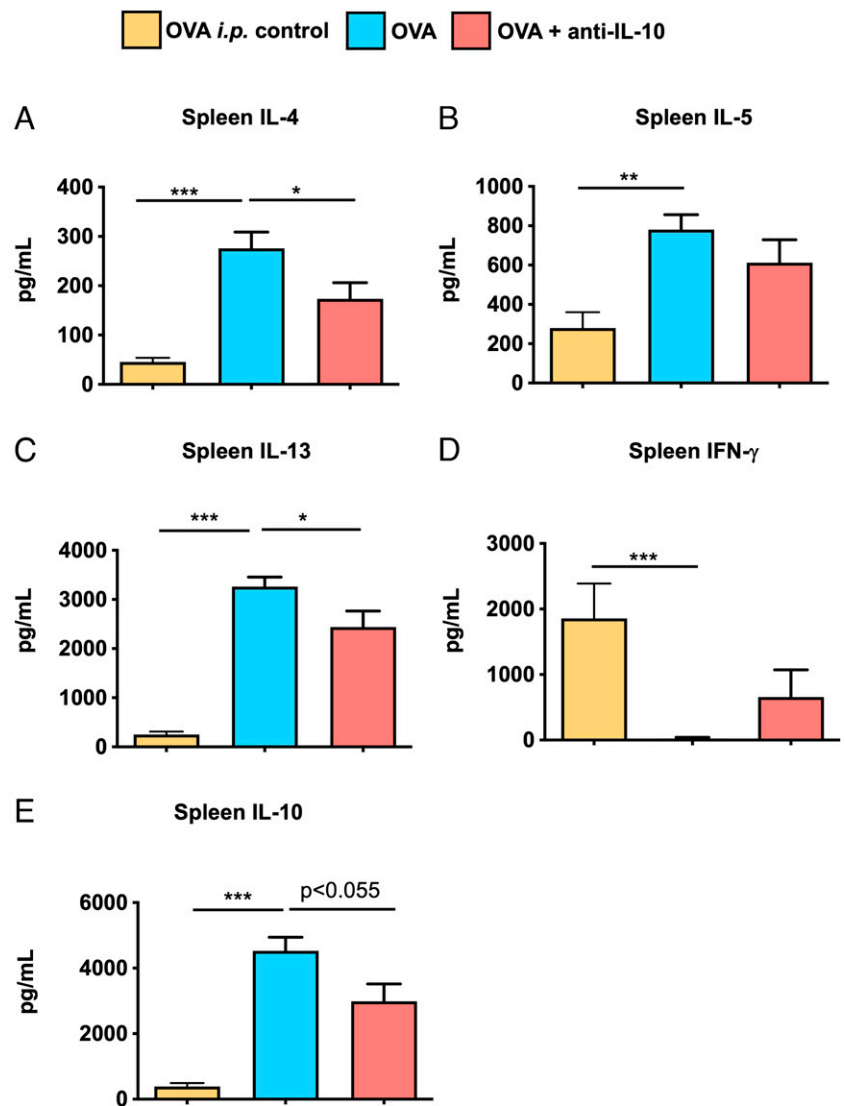 OVA i.p. control OVA OVA + anti-IL-10
A Spleen IL-4
B Spleen IL-5
*** *
**
400
300
200
100
0
pg/mL
1000
800
600
400
200
0
pg/mL
C Spleen IL-13
D Spleen IFN-γ
*** *
***
4000
3000
2000
1000
0
pg/mL
3000
2000
1000
0
pg/mL
E Spleen IL-10
*** p<0.055
6000
4000
2000
0
pg/mL